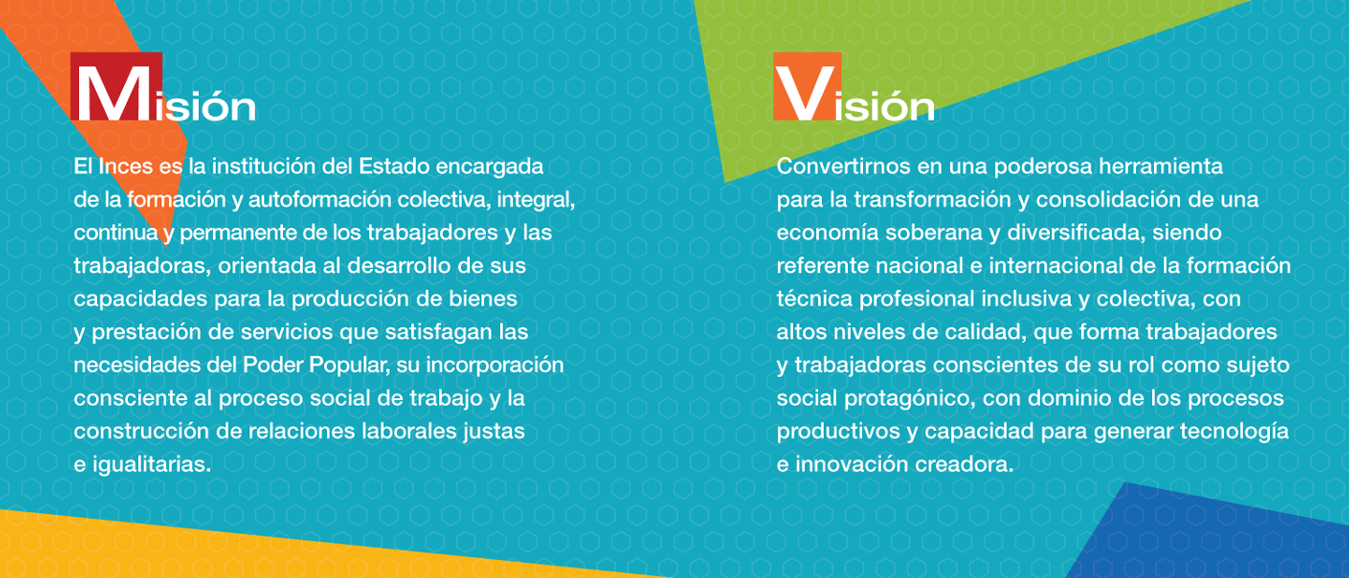 Misión
El Inces es la institución del Estado encargada
de la formación y autoformación colectiva, integral,
continua y permanente de los trabajadores y las
trabajadoras, orientada al desarrollo de sus
capacidades para la producción de bienes
y prestación de servicios que satisfagan las
necesidades del Poder Popular, su incorporación
consciente al proceso social de trabajo y la
construcción de relaciones laborales justas
e igualitarias.
Visión
Convertirnos en una poderosa herramienta
para la transformación y consolidación de una
economía soberana y diversificada, siendo
referente nacional e internacional de la formación
técnica profesional inclusiva y colectiva, con
altos niveles de calidad, que forma trabajadores
y trabajadoras conscientes de su rol como sujeto
social protagónico, con dominio de los procesos
productivos y capacidad para generar tecnología
e innovación creadora.